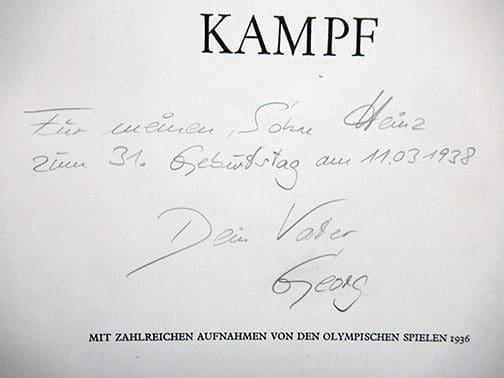 KAMPF
Für meinen Sohne Heinz
zum 31. Geburtstag am 11.03.1938
Dein Vater
Georg
MIT ZAHLREICHEN AUFNAHMEN VON DEN OLYMPISCHEN SPIELEN 1936